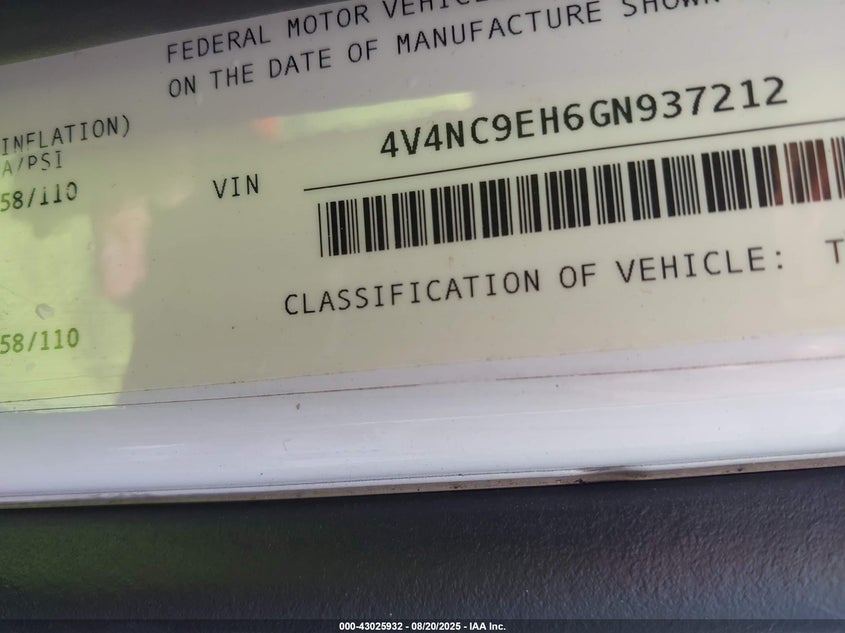 FEDERAL MOTOR VEHICLE
ON THE DATE OF MANUFACTURE SHOWN
INFLATION)
A/PSI
58/110
VIN 4V4NC9EH6GN937212
CLASSIFICATION OF VEHICLE: T
58/110
000-43025932 - 08/20/2025 - IAA Inc.